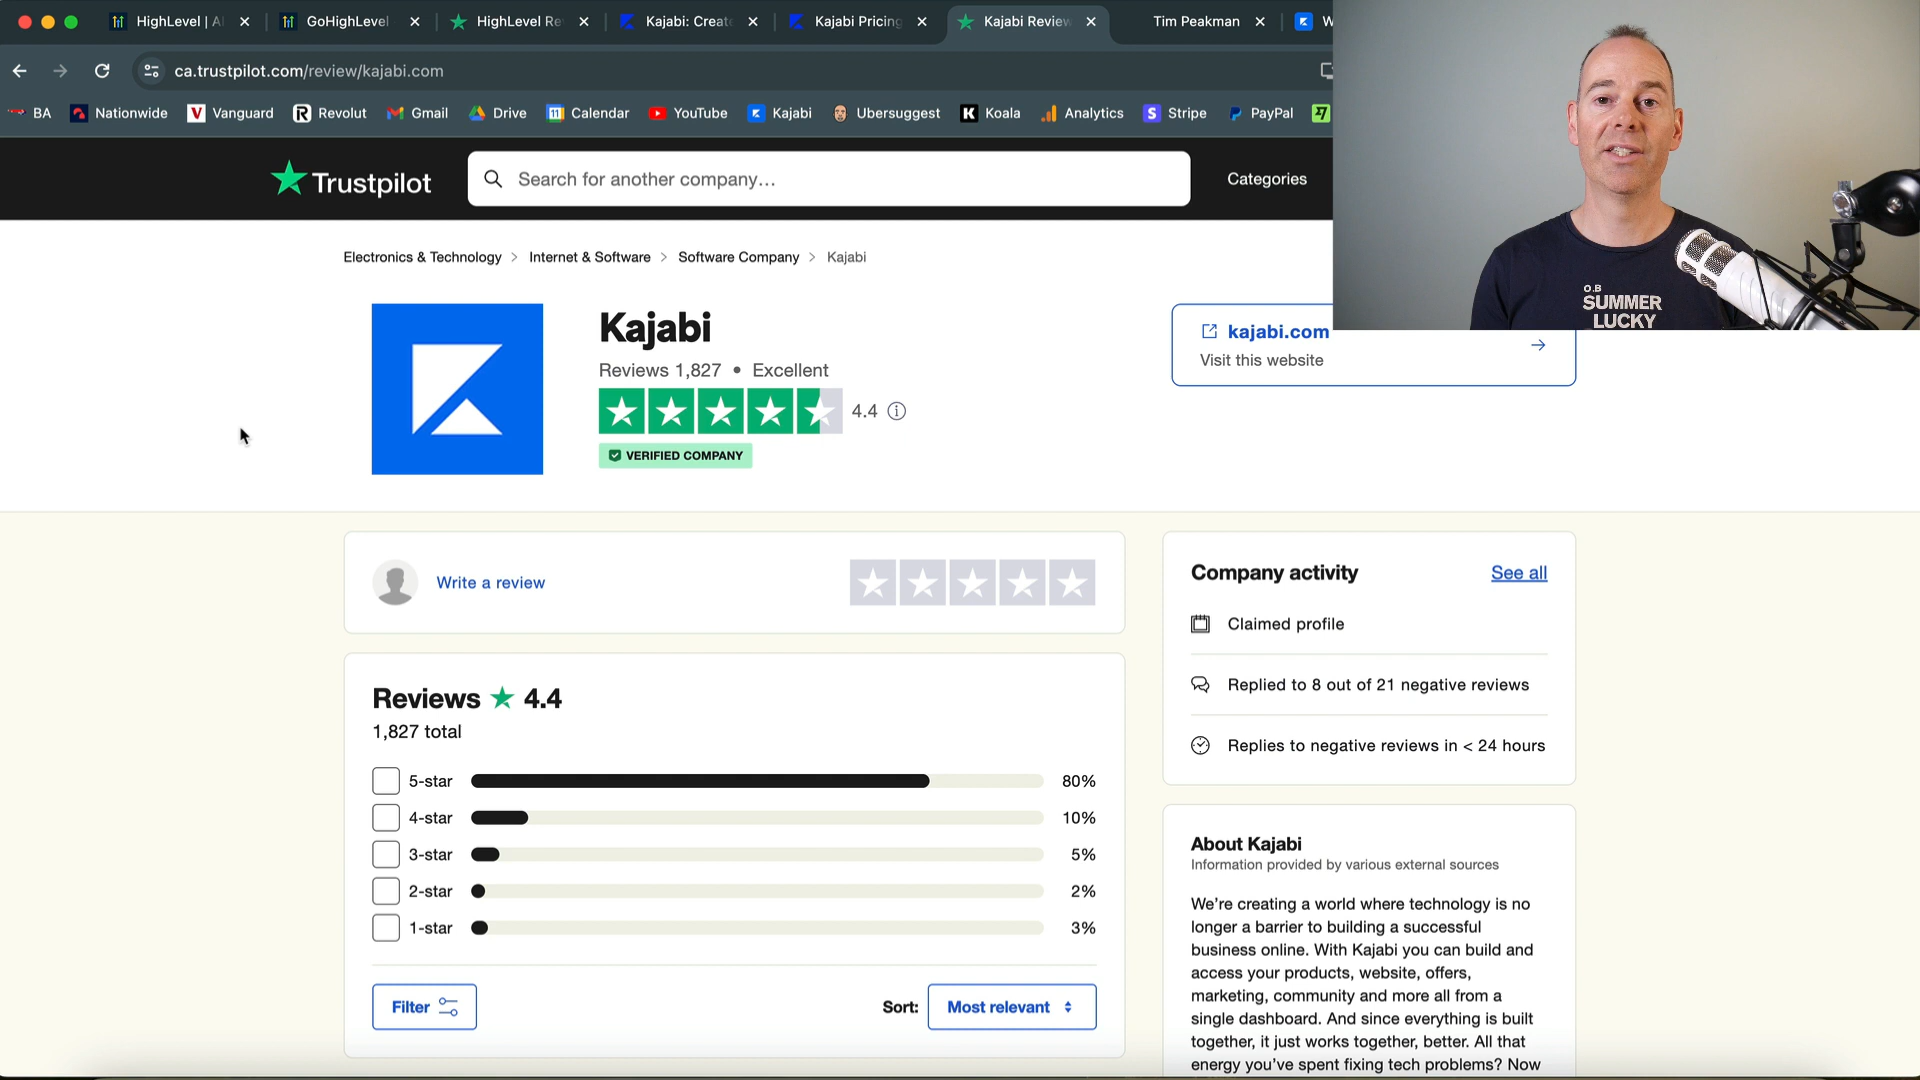 HighLevel | A
GoHighLevel
HighLevel Re
Kajabi: Create
Kajabi Pricing
Kajabi Review
Tim Peakman
W
ca.trustpilot.com/review/kajabi.com
BA
Nationwide
Vanguard
Revolut
Gmail
Drive
Calendar
YouTube
Kajabi
Ubersuggest
Koala
Analytics
Stripe
PayPal
Trustpilot
Search for another company…
Categories
O.B
SUMMER
LUCKY
Electronics & Technology > Internet & Software > Software Company > Kajabi
Kajabi
Reviews 1,827 • Excellent
4.4
VERIFIED COMPANY
kajabi.com
Visit this website
Write a review
Reviews ★ 4.4
1,827 total
5-star 80%
4-star 10%
3-star 5%
2-star 2%
1-star 3%
Filter
Sort: Most relevant
Company activity
See all
Claimed profile
Replied to 8 out of 21 negative reviews
Replies to negative reviews in < 24 hours
About Kajabi
Information provided by various external sources
We’re creating a world where technology is no
longer a barrier to building a successful
business online. With Kajabi you can build and
access your products, website, offers,
marketing, community and more all from a
single dashboard. And since everything is built
together, it just works together, better. All that
energy you’ve spent fixing tech problems? Now